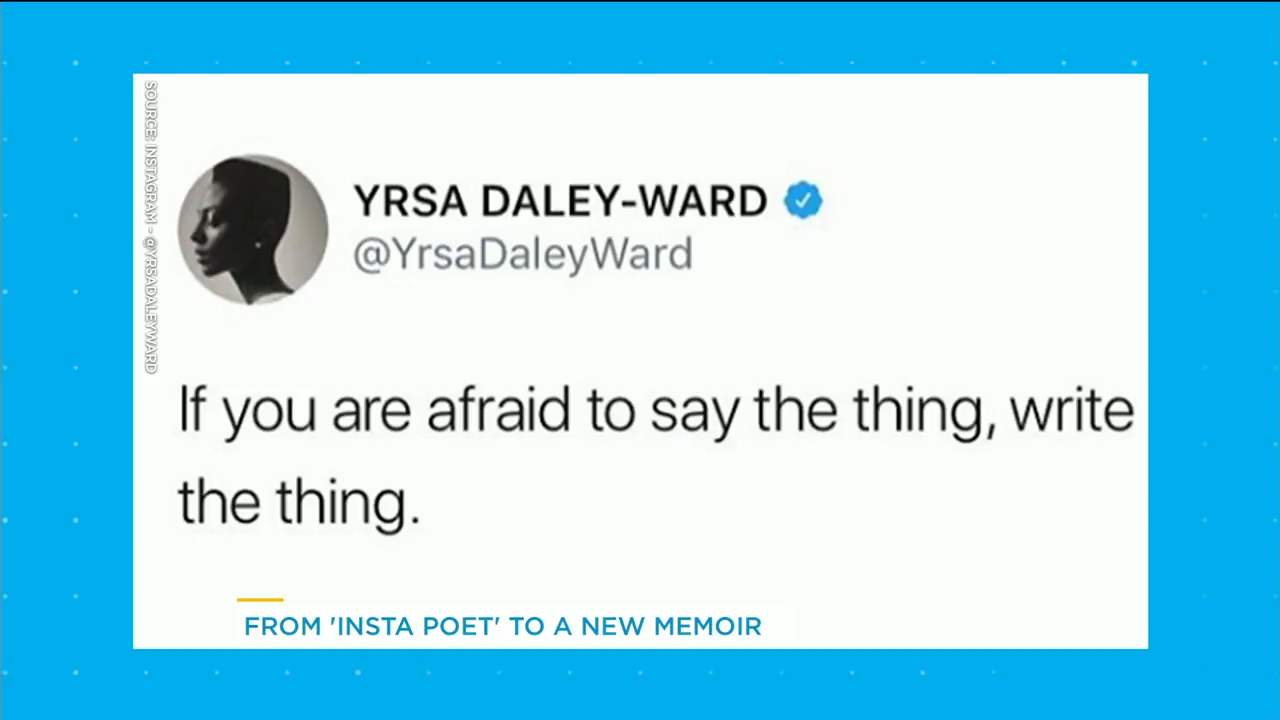 SOURCE: INSTAGRAM - @YRSADALEYWARD
YRSA DALEY-WARD
@YrsaDaleyWard
If you are afraid to say the thing, write
the thing.
FROM 'INSTA POET' TO A NEW MEMOIR